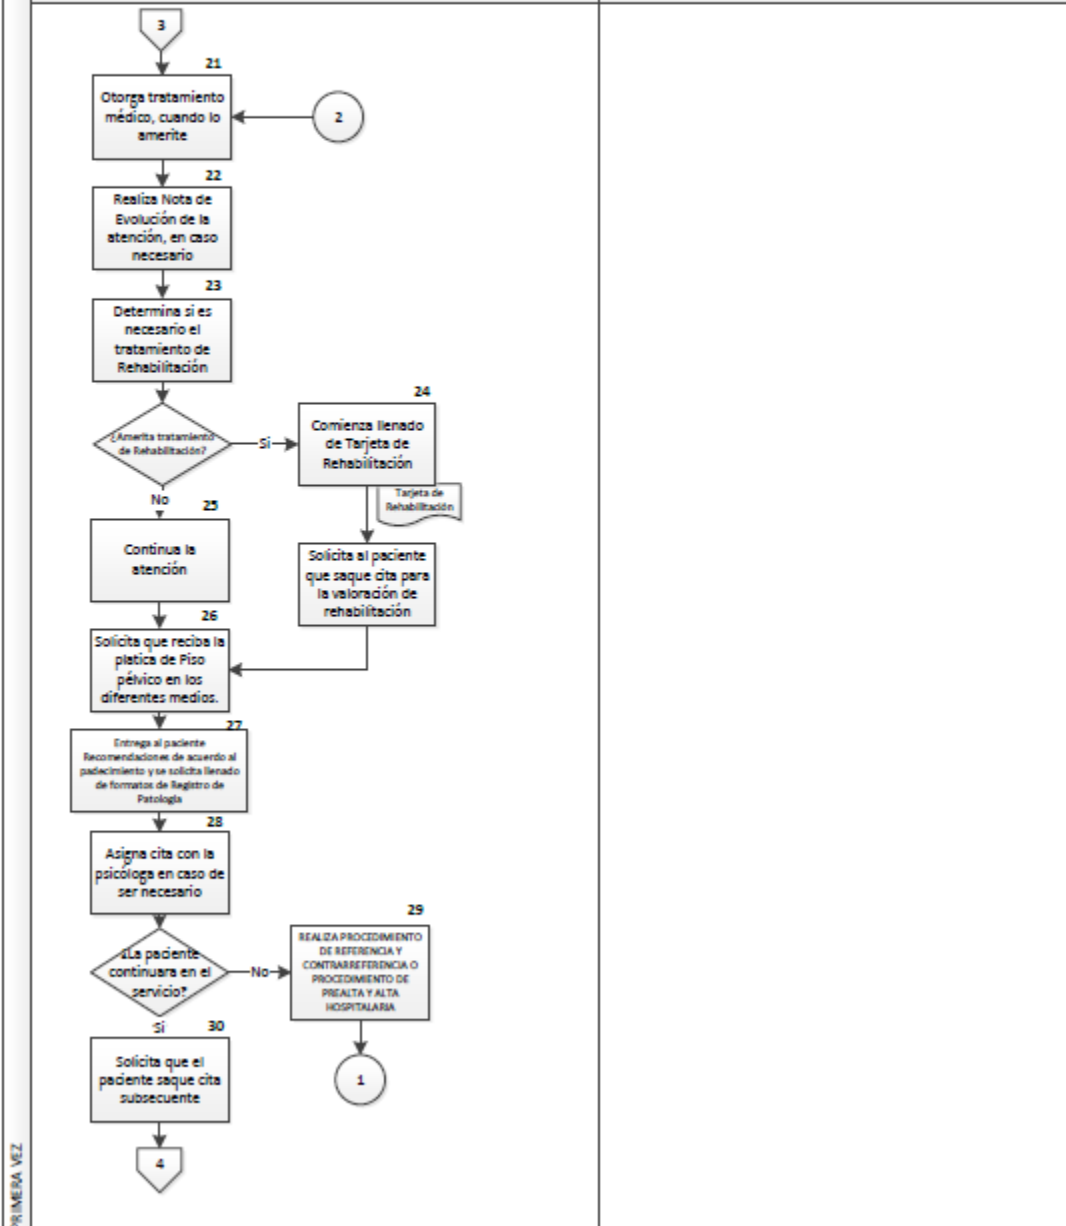 3
21
Otorga tratamiento
médico, cuando lo
amerite
2
22
Realiza Nota de
Evolución de la
atención, en caso
necesario
23
Determina si es
necesario el
tratamiento de
Rehabilitación
¿Amerita tratamiento
de Rehabilitación?
Si
24
Comienza llenado
de Tarjeta de
Rehabilitación
Tarjeta de
Rehabilitación
Solicita al paciente
que saque cita para
la valoración de
rehabilitación
No
25
Continua la
atención
26
Solicita que reciba la
platica de Piso
pélvico en los
diferentes medios.
27
Entrega al paciente
Recomendaciones de acuerdo al
padecimiento y se solicita llenado
de formatos de Registro de
Patología
28
Asigna cita con la
psicóloga en caso de
ser necesario
¿La paciente
continuara en el
servicio?
No
29
REALIZA PROCEDIMIENTO
DE REFERENCIA Y
CONTRARREFERENCIA O
PROCEDIMIENTO DE
PREALTA Y ALTA
HOSPITALARIA
1
Si
30
Solicita que el
paciente saque cita
subsecuente
4
PRIMERA VEZ